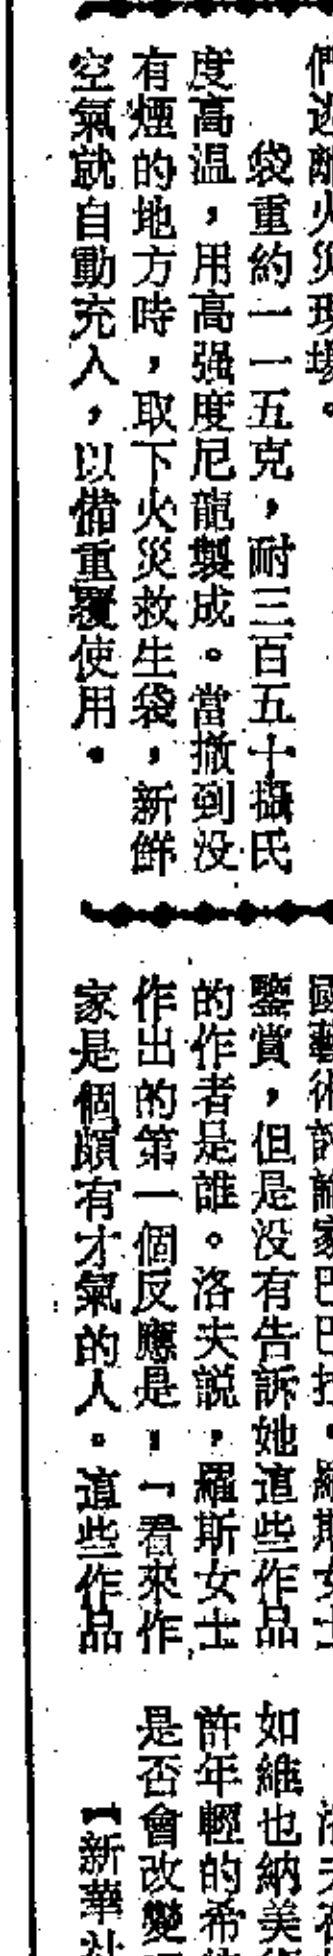 們逃離火災現場。
袋重約一一五克，耐三百五十攝氏
度高温，用高强度尼龍製成。當撤到没
有煙的地方時，取下火災救生袋，新鮮
空氣就自動充入，以備重覆使用。
國藝術評論家巴巴拉·羅斯女士
鑒賞，但是没有告訴她這些作品
的作者是誰。洛夫説，羅斯女士
作出的第一個反應是，「看來作
家是個頗有才氣的人。這些作品
如維也納美術
許年輕的希
是否會改變
【新華社